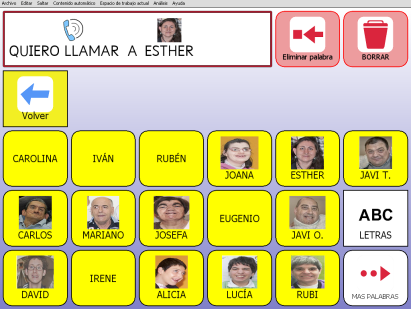 Archivo Editar Saltar Contenido automático Espacio de trabajo actual Análisis Ayuda
QUIERO LLAMAR A ESTHER
Eliminar palabra
BORRAR
Volver
CAROLINA
IVÁN
RUBÉN
JOANA
ESTHER
JAVI T.
CARLOS
MARIANO
JOSEFA
EUGENIO
JAVI O.
ABC
LETRAS
DAVID
IRENE
ALICIA
LUCÍA
RUBI
MAS PALABRAS